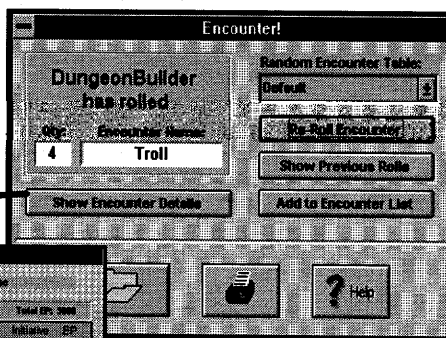 Encounter!
DungeonBuilder
has rolled
Qty:
Encounter Name:
4
Troll
Show Encounter Details
Random Encounter Table:
Default
Re-Roll Encounter
Show Previous Rolls
Add to Encounter List
Help
Total EP:
Initiative EP